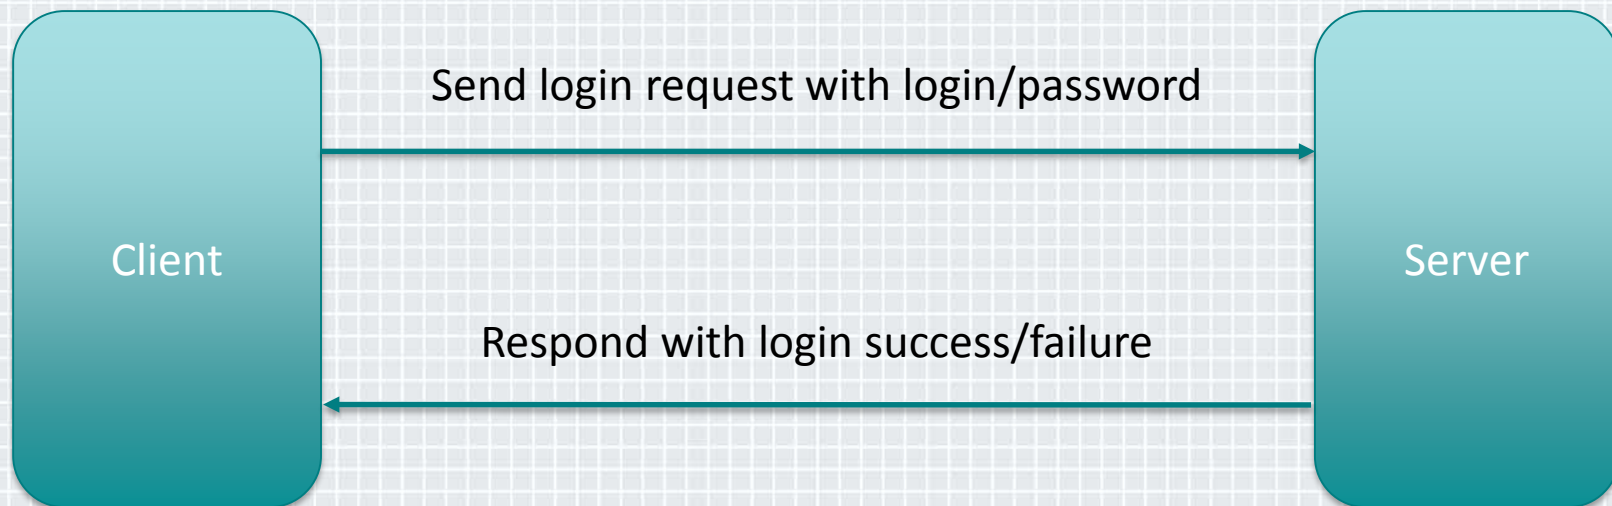 Send login request with login/password
Client
Server
Respond with login success/failure